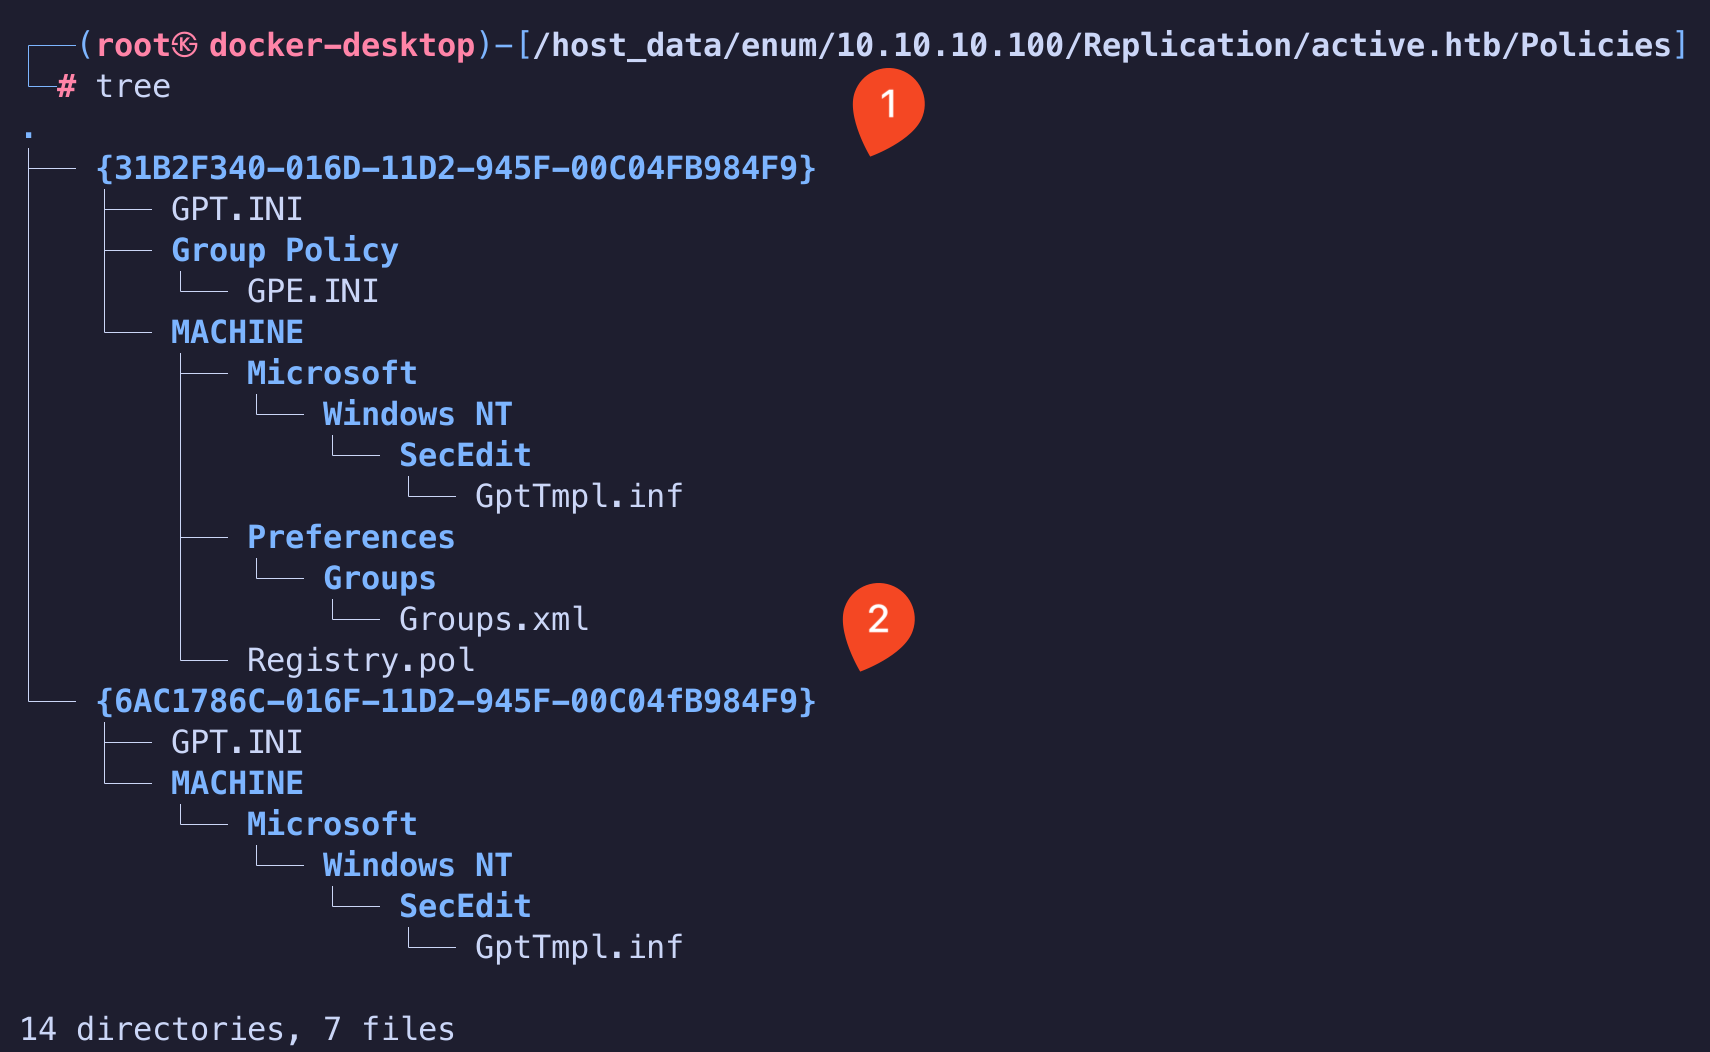 ┌──(root㉿ docker-desktop)-[/host_data/enum/10.10.10.100/Replication/active.htb/Policies]
└─# tree
1
.
├── {31B2F340-016D-11D2-945F-00C04FB984F9}
│   ├── GPT.INI
│   ├── Group Policy
│   │   └── GPE.INI
│   └── MACHINE
│       ├── Microsoft
│       │   └── Windows NT
│       │       └── SecEdit
│       │           └── GptTmpl.inf
│       ├── Preferences
│       │   └── Groups
│       │       └── Groups.xml
2
│       └── Registry.pol
└── {6AC1786C-016F-11D2-945F-00C04fB984F9}
    ├── GPT.INI
    └── MACHINE
        └── Microsoft
            └── Windows NT
                └── SecEdit
                    └── GptTmpl.inf
14 directories, 7 files